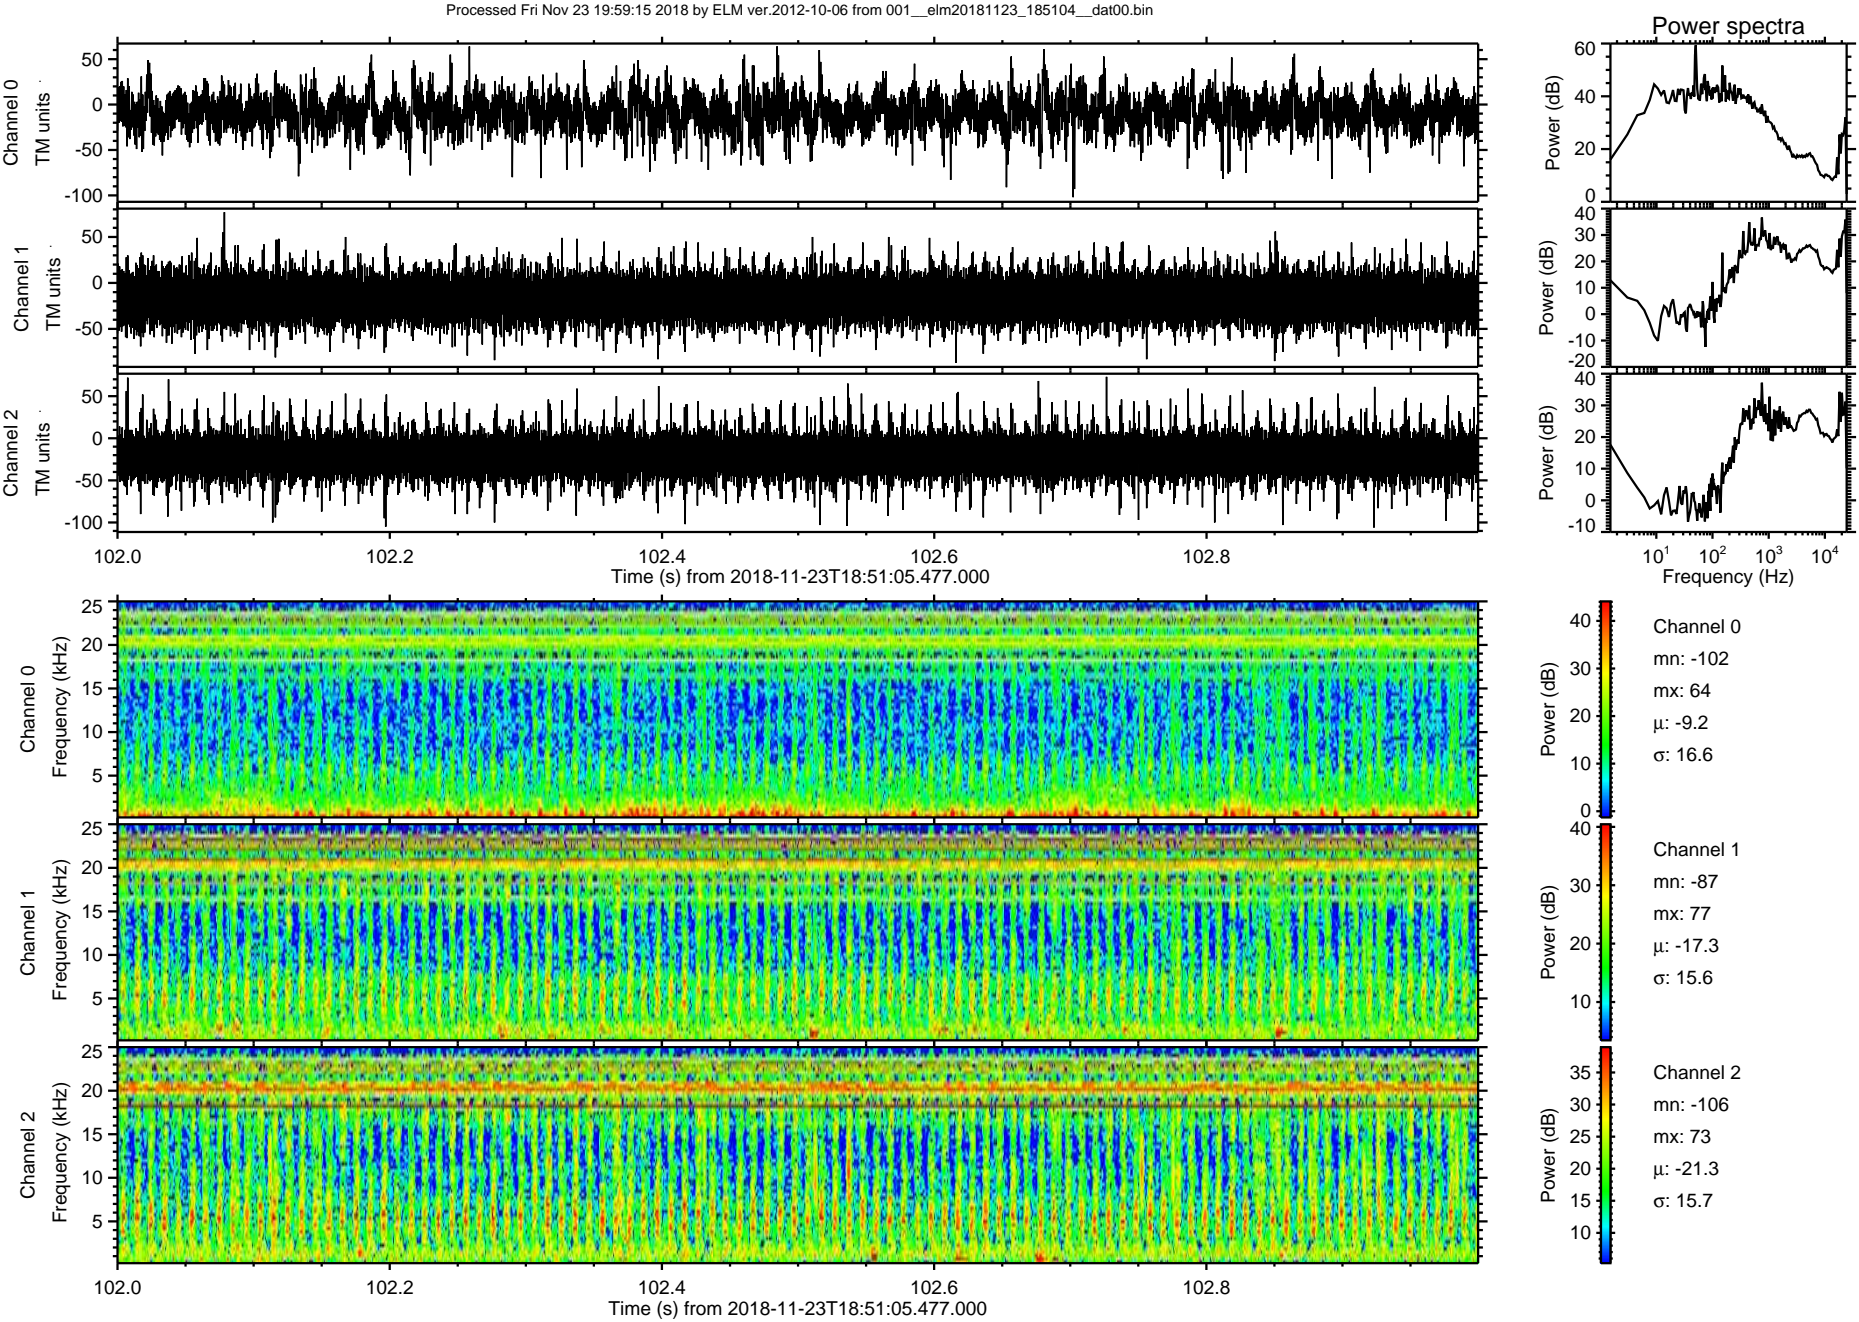 Processed Fri Nov 23 19:59:15 2018 by ELM ver.2012-10-06 from 001__elm20181123_185104__dat00.bin
Power spectra
Channel 0
TM units
50
0
-50
-100
Power (dB)
60
40
20
0
Channel 1
TM units
50
0
-50
Power (dB)
40
30
20
10
0
-10
-20
Channel 2
TM units
50
0
-50
-100
Power (dB)
40
30
20
10
0
-10
102.0 102.2 102.4 102.6 102.8
Time (s) from 2018-11-23T18:51:05.477.000
10^1 10^2 10^3 10^4
Frequency (Hz)
Channel 0
Frequency (kHz)
25
20
15
10
5
Power (dB)
40
30
20
10
0
Channel 0
mn: -102
mx: 64
μ: -9.2
σ: 16.6
Channel 1
Frequency (kHz)
25
20
15
10
5
Power (dB)
40
30
20
10
Channel 1
mn: -87
mx: 77
μ: -17.3
σ: 15.6
Channel 2
Frequency (kHz)
25
20
15
10
5
Power (dB)
35
30
25
20
15
10
Channel 2
mn: -106
mx: 73
μ: -21.3
σ: 15.7
102.0 102.2 102.4 102.6 102.8
Time (s) from 2018-11-23T18:51:05.477.000